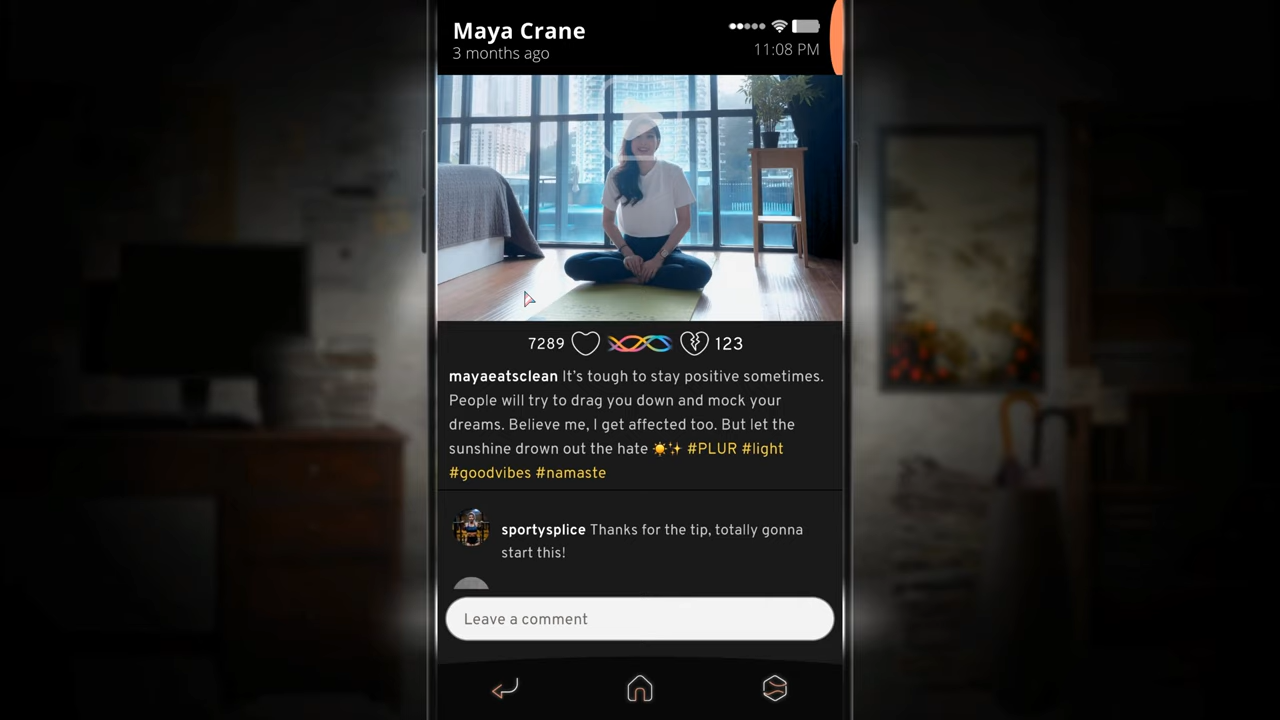 Maya Crane
3 months ago
11:08 PM
7289
123
mayaeatsclean It’s tough to stay positive sometimes.
People will try to drag you down and mock your
dreams. Believe me, I get affected too. But let the
sunshine drown out the hate ☀️✨ #PLUR #light
#goodvibes #namaste
sportysplice Thanks for the tip, totally gonna
start this!
Leave a comment